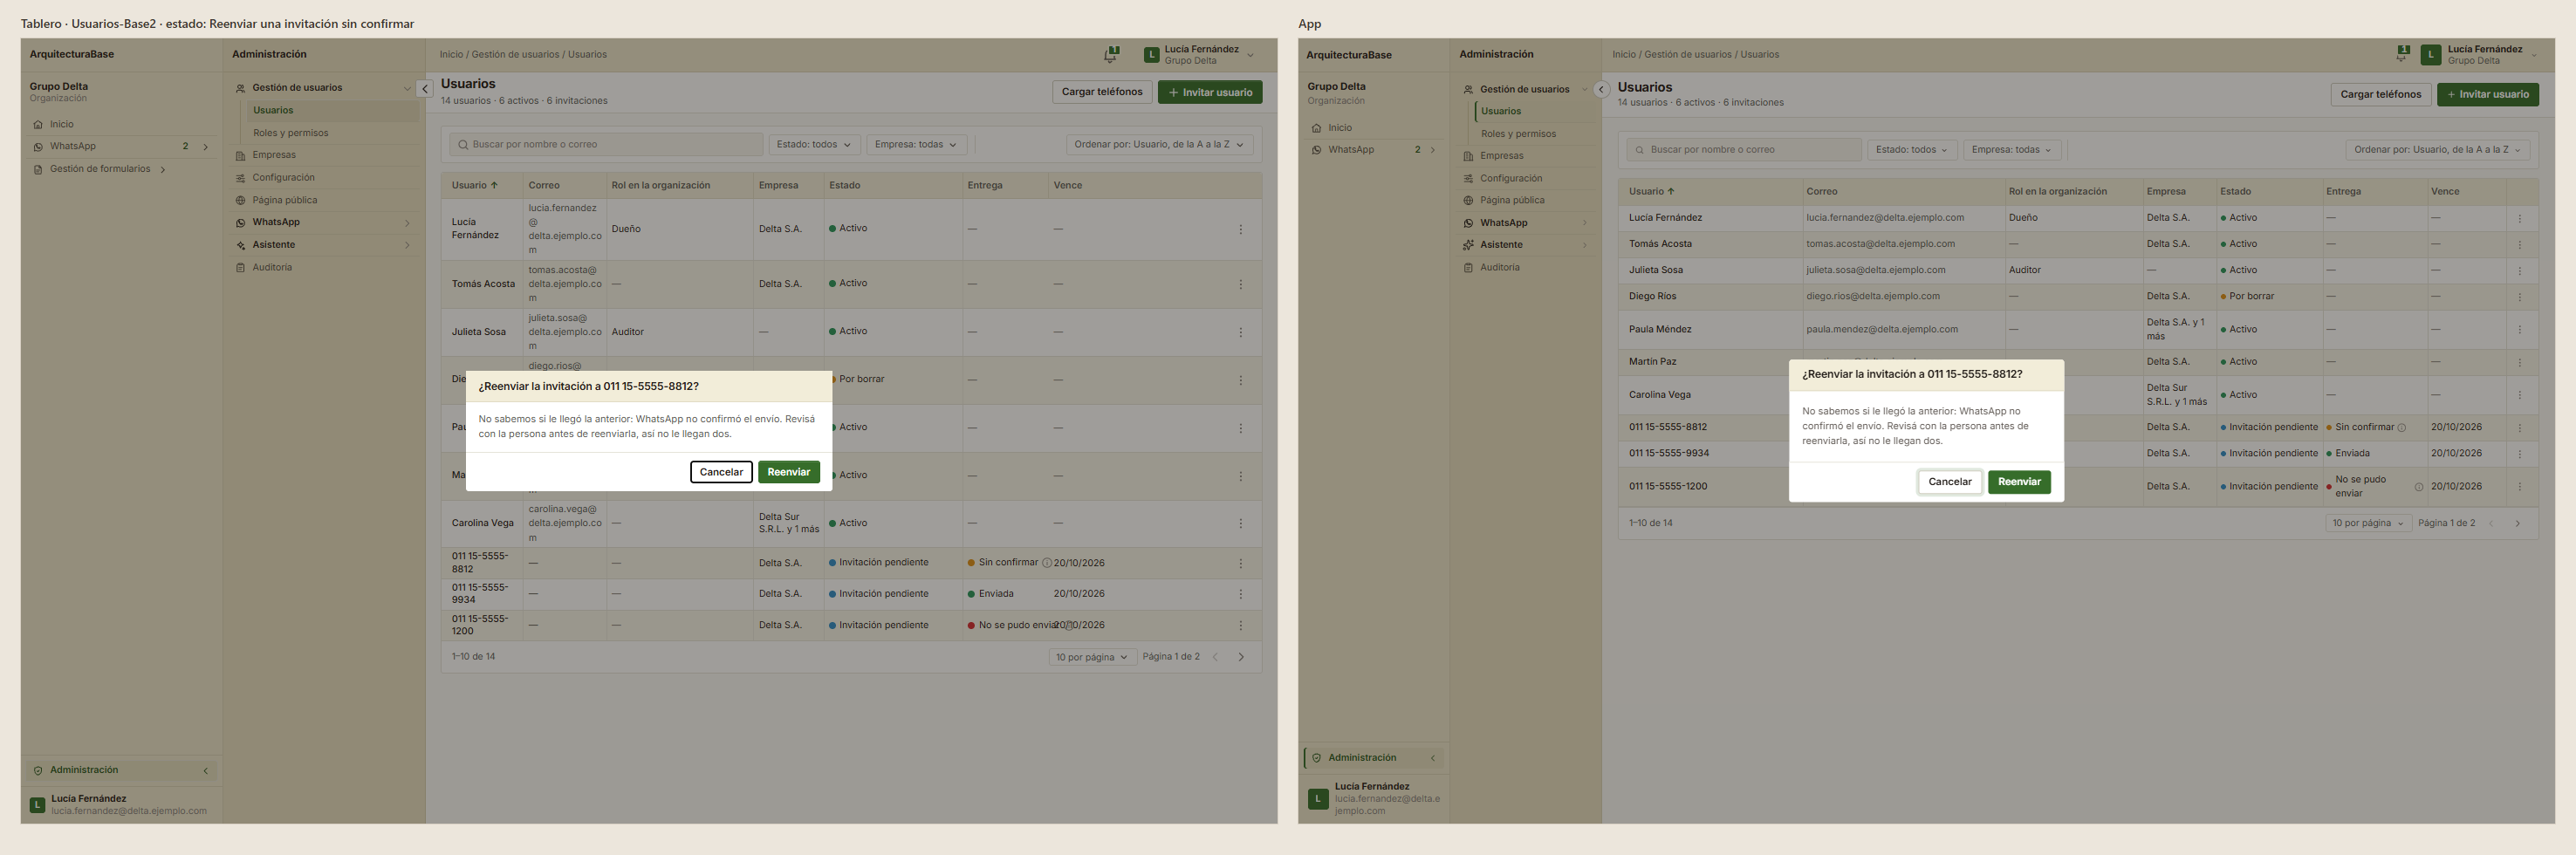 Tablero · Usuarios-Base2 · estado: Reenviar una invitación sin confirmar
ArquitecturaBase
Grupo Delta
Organización
Inicio
WhatsApp 2
Gestión de formularios
Administración
Lucía Fernández
lucia.fernandez@delta.ejemplo.com
Administración
Gestión de usuarios
Usuarios
Roles y permisos
Empresas
Configuración
Página pública
WhatsApp
Asistente
Auditoría
Inicio / Gestión de usuarios / Usuarios
1
L
Lucía Fernández
Grupo Delta
Usuarios
14 usuarios · 6 activos · 6 invitaciones
Cargar teléfonos
+ Invitar usuario
Buscar por nombre o correo
Estado: todos
Empresa: todas
Ordenar por: Usuario, de la A a la Z
Usuario ↑ Correo Rol en la organización Empresa Estado Entrega Vence
Lucía
Fernández
lucia.fernandez
@
delta.ejemplo.co
m
Dueño Delta S.A. Activo — —
Tomás Acosta
tomas.acosta@
delta.ejemplo.co
m
— Delta S.A. Activo — —
Julieta Sosa
julieta.sosa@
delta.ejemplo.co
m
Auditor — Activo — —
Die
diego.rios@
Por borrar — —
Pau
Activo — —
Ma
Activo — —
Carolina Vega
carolina.vega@
delta.ejemplo.co
m
— Delta Sur
S.R.L. y 1 más
Activo — —
011 15-5555-
8812
— — Delta S.A. Invitación pendiente Sin confirmar 20/10/2026
011 15-5555-
9934
— — Delta S.A. Invitación pendiente Enviada 20/10/2026
011 15-5555-
1200
— — Delta S.A. Invitación pendiente No se pudo enviar 20/10/2026
1–10 de 14
10 por página
Página 1 de 2
¿Reenviar la invitación a 011 15-5555-8812?
No sabemos si le llegó la anterior: WhatsApp no confirmó el envío. Revisá
con la persona antes de reenviarla, así no le llegan dos.
Cancelar
Reenviar
L
App
ArquitecturaBase
Grupo Delta
Organización
Inicio
WhatsApp 2
Administración
L
Lucía Fernández
lucia.fernandez@delta.e
jemplo.com
Administración
Gestión de usuarios
Usuarios
Roles y permisos
Empresas
Configuración
Página pública
WhatsApp
Asistente
Auditoría
Inicio / Gestión de usuarios / Usuarios
1
L
Lucía Fernández
Grupo Delta
Usuarios
14 usuarios · 6 activos · 6 invitaciones
Cargar teléfonos
+ Invitar usuario
Buscar por nombre o correo
Estado: todos
Empresa: todas
Ordenar por: Usuario, de la A a la Z
Usuario ↑ Correo Rol en la organización Empresa Estado Entrega Vence
Lucía Fernández lucia.fernandez@delta.ejemplo.com Dueño Delta S.A. Activo — —
Tomás Acosta tomas.acosta@delta.ejemplo.com — Delta S.A. Activo — —
Julieta Sosa julieta.sosa@delta.ejemplo.com Auditor — Activo — —
Diego Ríos diego.rios@delta.ejemplo.com — Delta S.A. Por borrar — —
Paula Méndez paula.mendez@delta.ejemplo.com — Delta S.A. y 1
más
Activo — —
Martín Paz Delta S.A. Activo — —
Carolina Vega Delta Sur
S.R.L. y 1 más
Activo — —
011 15-5555-8812 Delta S.A. Invitación pendiente Sin confirmar 20/10/2026
011 15-5555-9934 Delta S.A. Invitación pendiente Enviada 20/10/2026
011 15-5555-1200 Delta S.A. Invitación pendiente No se pudo
enviar
20/10/2026
1–10 de 14
10 por página
Página 1 de 2
¿Reenviar la invitación a 011 15-5555-8812?
No sabemos si le llegó la anterior: WhatsApp no
confirmó el envío. Revisá con la persona antes de
reenviarla, así no le llegan dos.
Cancelar
Reenviar